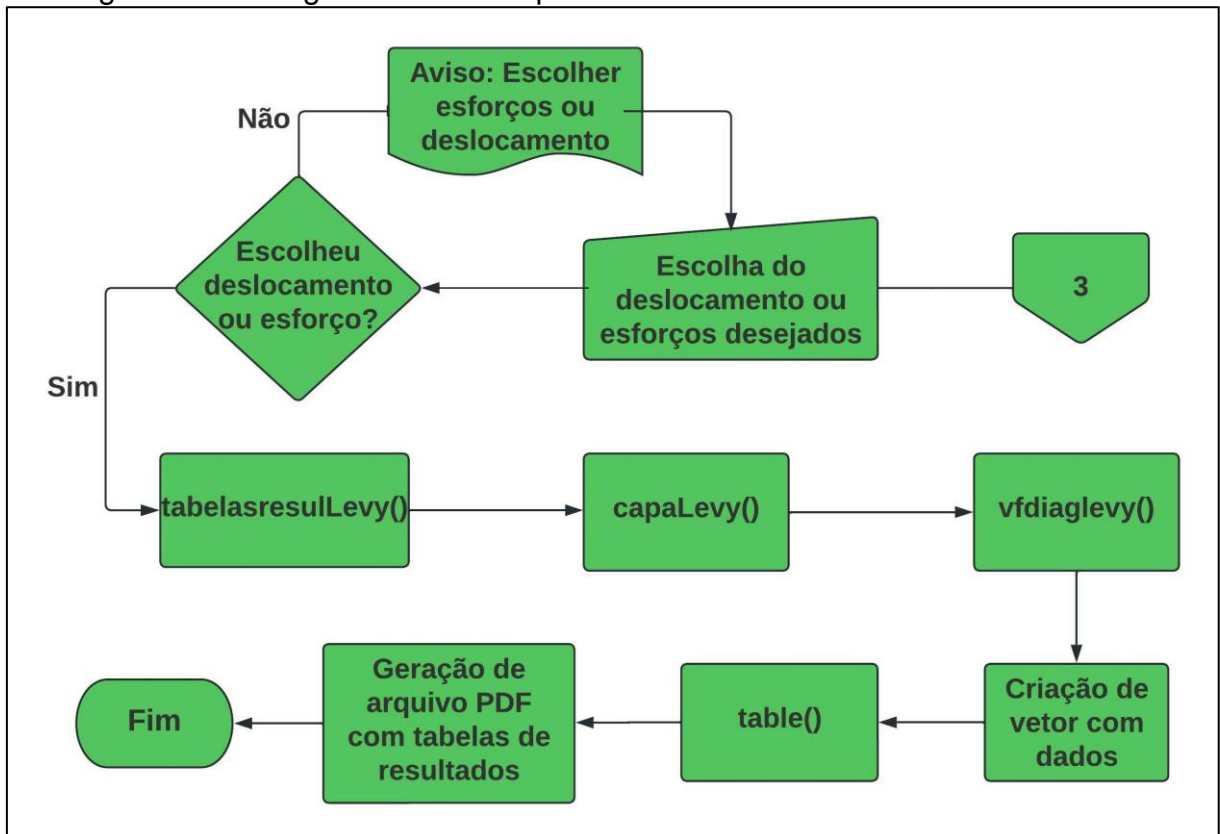 Aviso: Escolher
esforços ou
deslocamento
Não
Escolheu
deslocamento
ou esforço?
Escolha do
deslocamento ou
esforços desejados
3
Sim
tabelasresulLevy()
capaLevy()
vfdiaglevy()
Criação de
vetor com
dados
table()
Geração de
arquivo PDF
com tabelas de
resultados
Fim